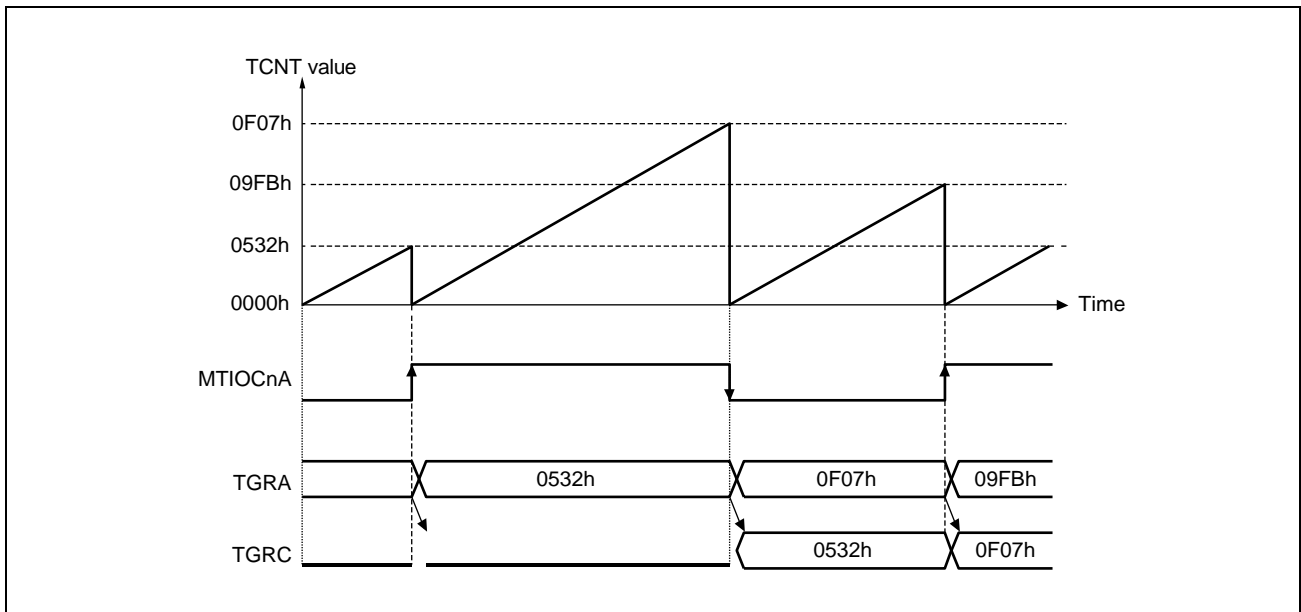 TCNT value
0F07h
09FBh
0532h
0000h
Time
MTIOCnA
TGRA
0532h
0F07h
09FBh
TGRC
0532h
0F07h